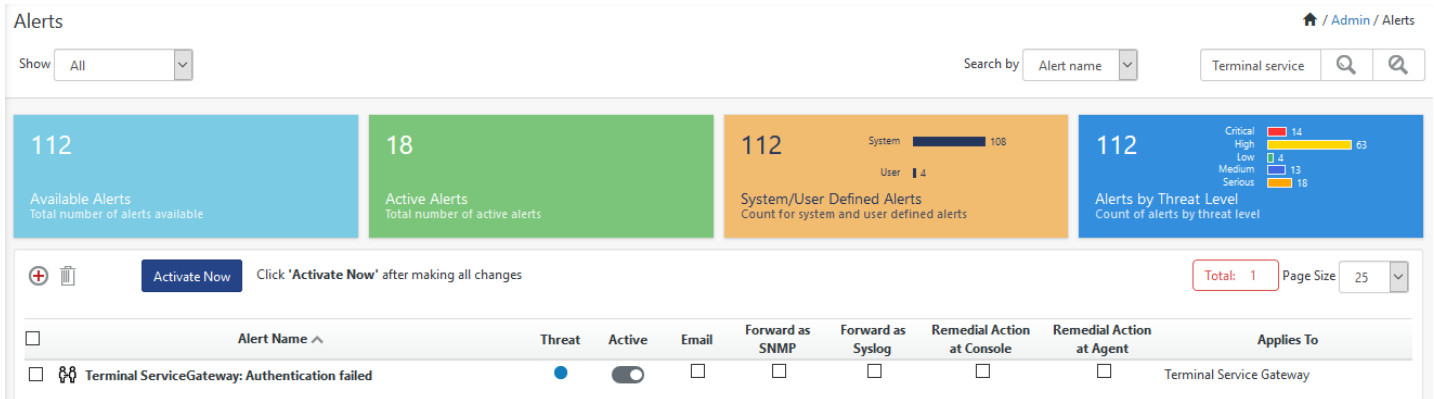 Alerts
/ Admin / Alerts
Show All
Search by Alert name Terminal service
112
Available Alerts
Total number of alerts available
18
Active Alerts
Total number of active alerts
112
System 108
User 4
System/User Defined Alerts
Count for system and user defined alerts
112
Critical 14
High 63
Low 4
Medium 13
Serious 18
Alerts by Threat Level
Count of alerts by threat level
Activate Now Click 'Activate Now' after making all changes
Total: 1 Page Size 25
Alert Name Threat Active Email Forward as SNMP Forward as Syslog Remedial Action at Console Remedial Action at Agent Applies To
Terminal ServiceGateway: Authentication failed Terminal Service Gateway